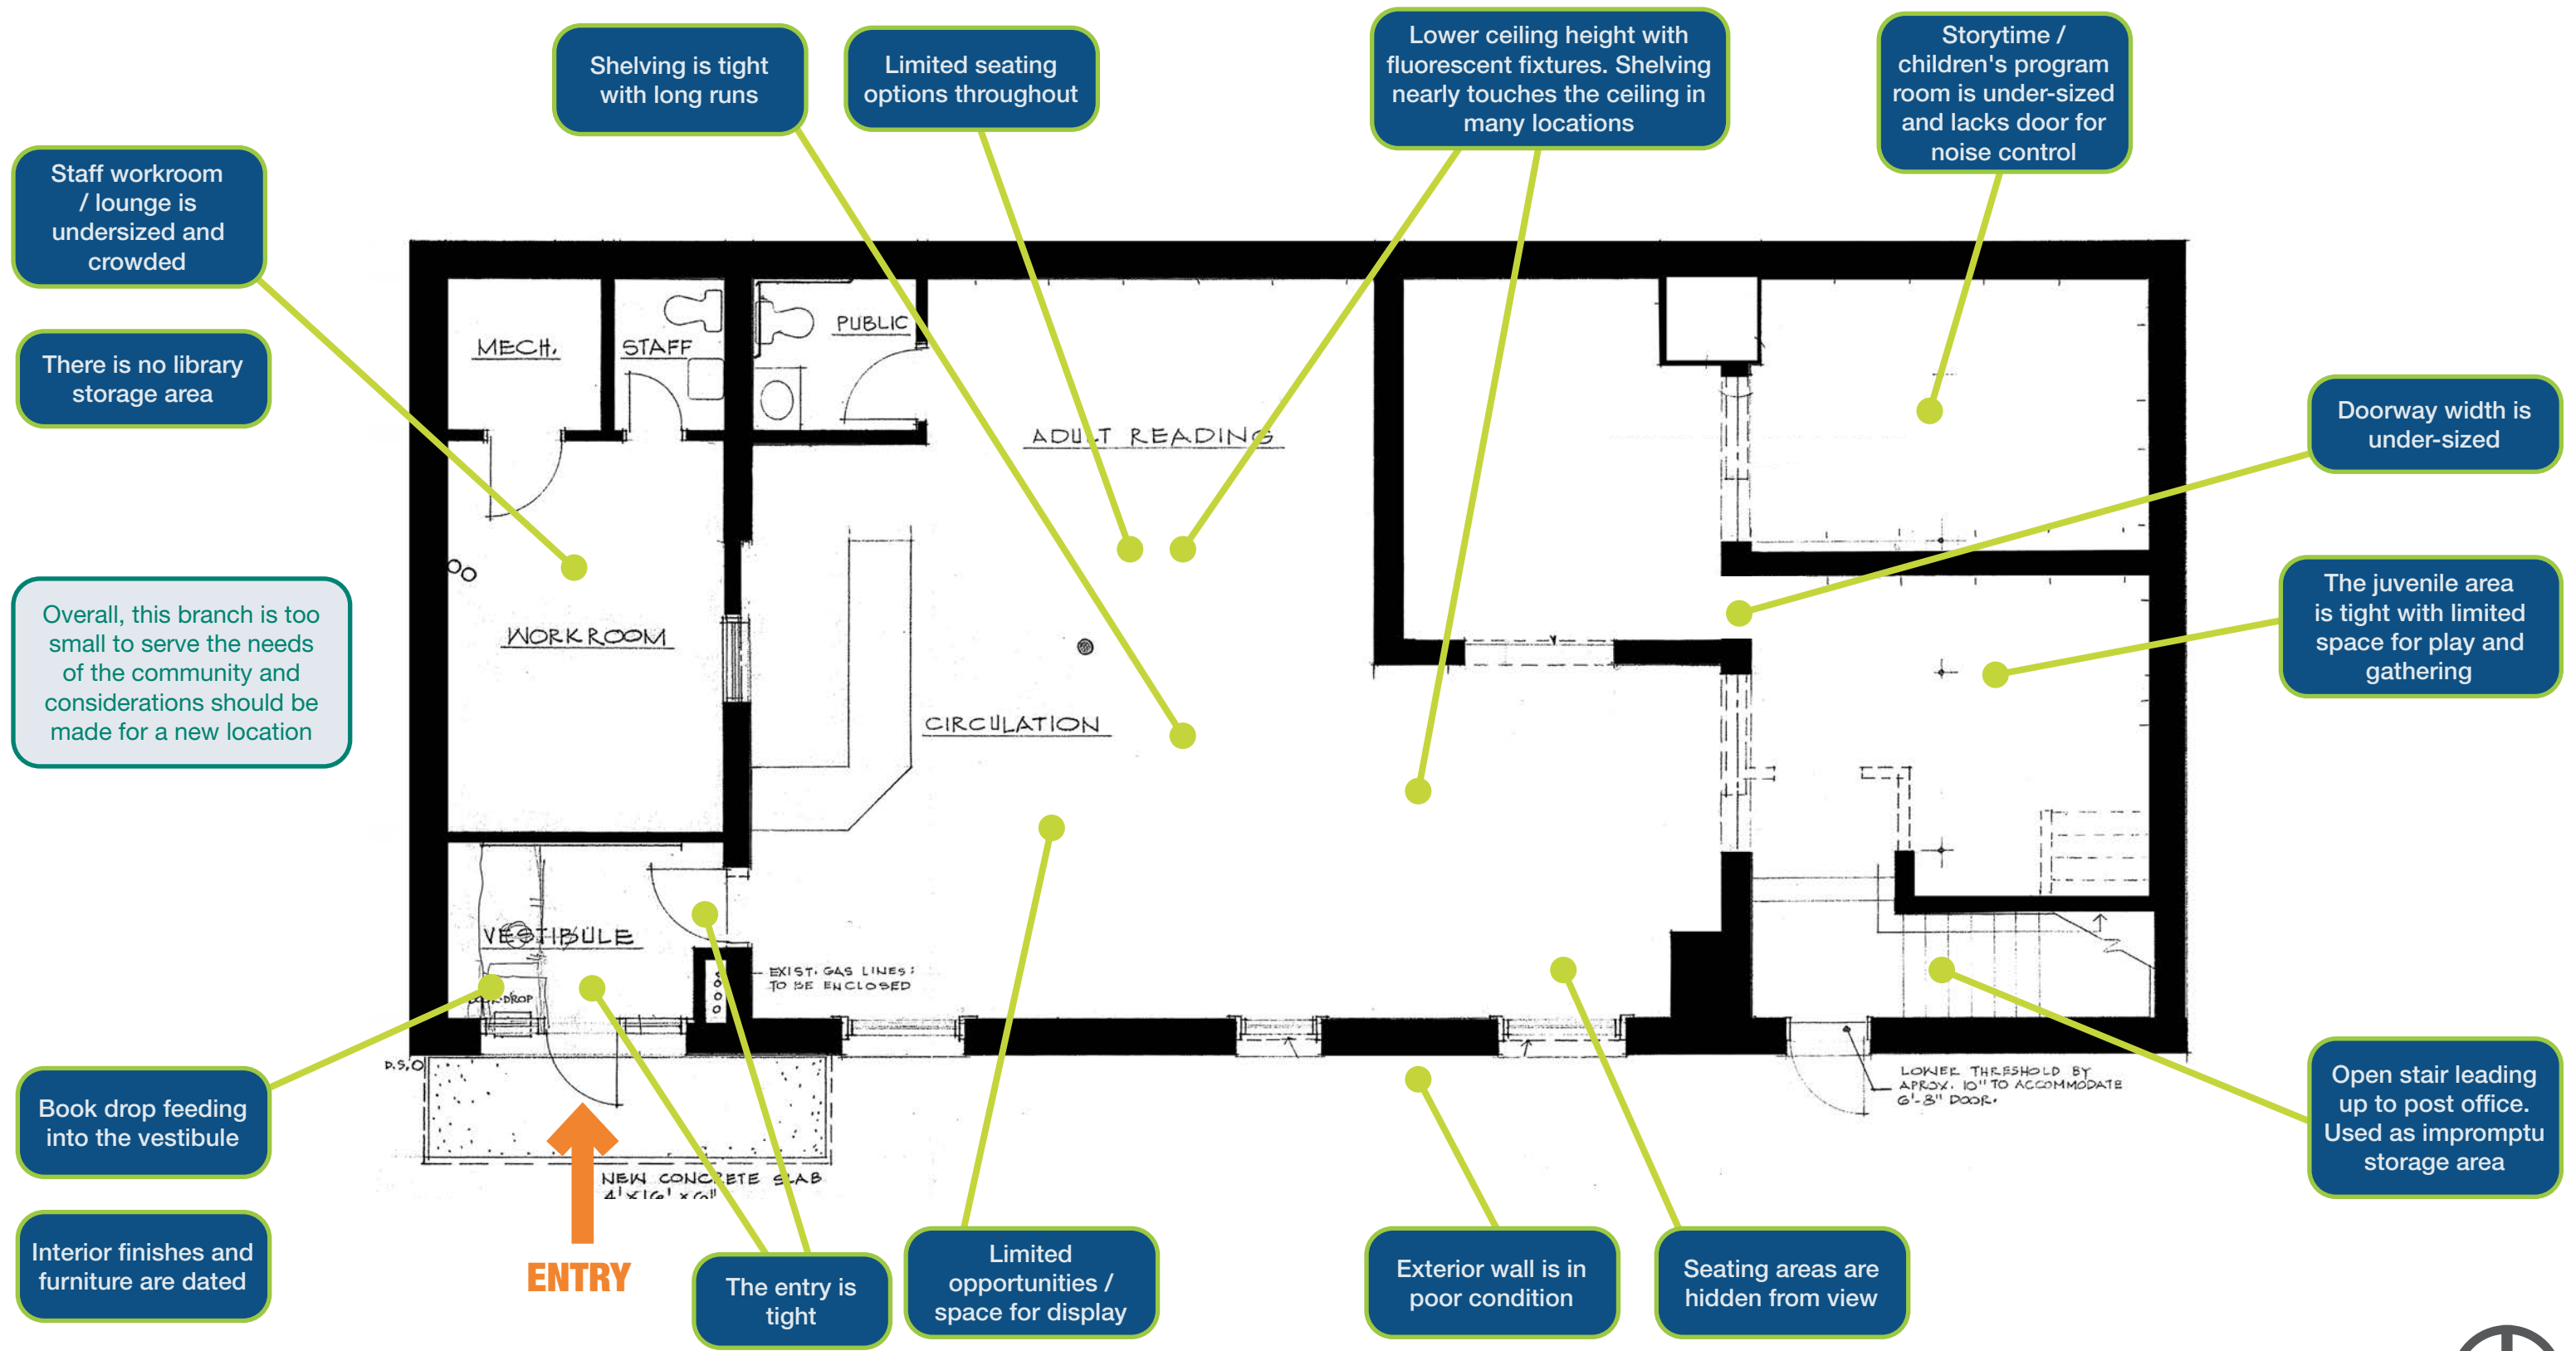 Shelving is tight
with long runs
Limited seating
options throughout
Lower ceiling height with
fluorescent fixtures. Shelving
nearly touches the ceiling in
many locations
Storytime /
children's program
room is under-sized
and lacks door for
noise control
Staff workroom
/ lounge is
undersized and
crowded
There is no library
storage area
Overall, this branch is too
small to serve the needs
of the community and
considerations should be
made for a new location
Doorway width is
under-sized
The juvenile area
is tight with limited
space for play and
gathering
MECH.
STAFF
PUBLIC
ADULT READING
WORKROOM
CIRCULATION
VESTIBULE
BOOK DROP
EXIST. GAS LINES:
TO BE ENCLOSED
D.S.
LOWER THRESHOLD BY
APROX. 10" TO ACCOMMODATE
6'-8" DOOR.
NEW CONCRETE SLAB
4'x16'x6"
Book drop feeding
into the vestibule
Interior finishes and
furniture are dated
ENTRY
The entry is
tight
Limited
opportunities /
space for display
Exterior wall is in
poor condition
Seating areas are
hidden from view
Open stair leading
up to post office.
Used as impromptu
storage area